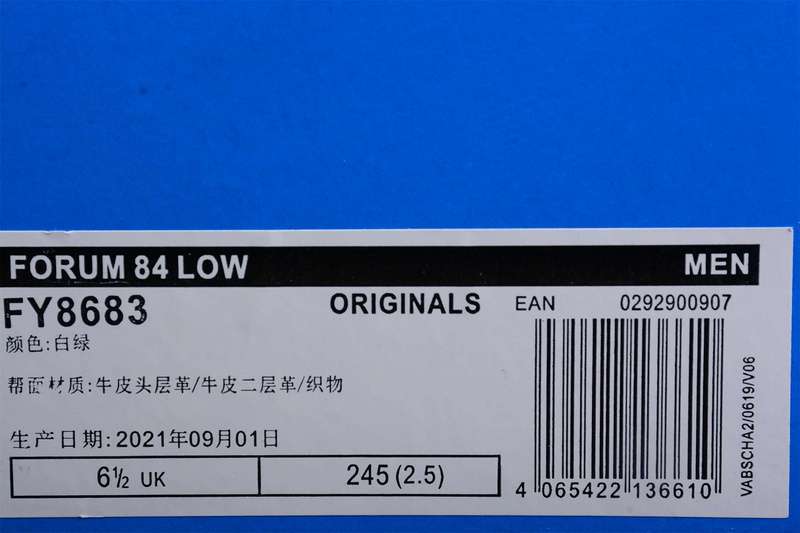 FORUM 84 LOW MEN
FY8683 ORIGINALS EAN 0292900907
颜色:白绿
帮面材质:牛皮头层革/牛皮二层革/织物
生产日期:2021年09月01日
6½ UK 245 (2.5)
4 065422 136610
VABSCHA2/0619/V06